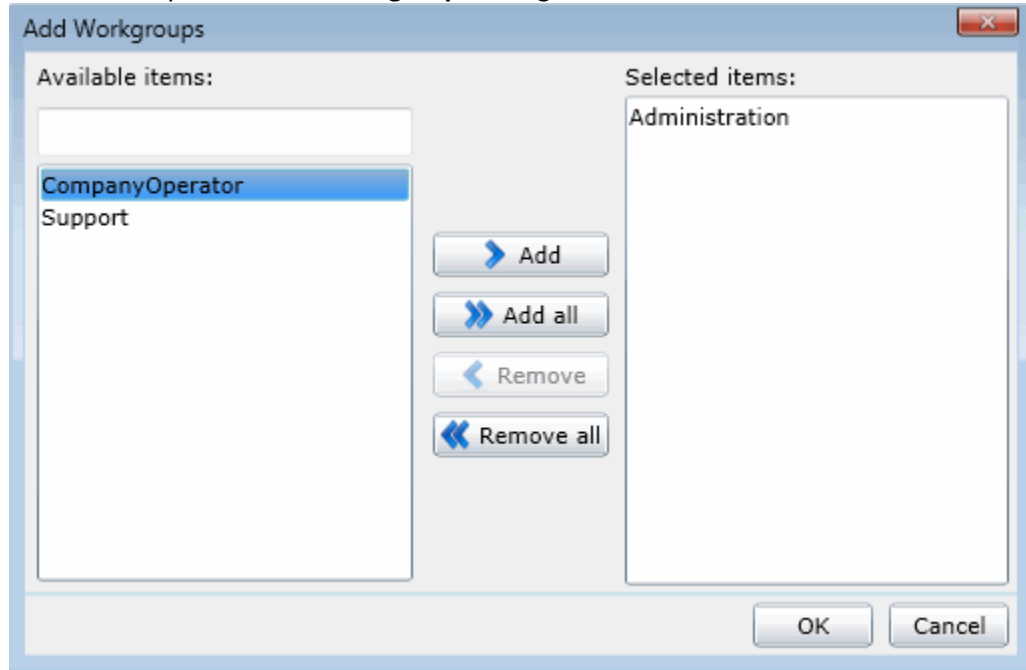 Add Workgroups
Available items:
Selected items:
Administration
CompanyOperator
Support
Add
Add all
Remove
Remove all
OK
Cancel